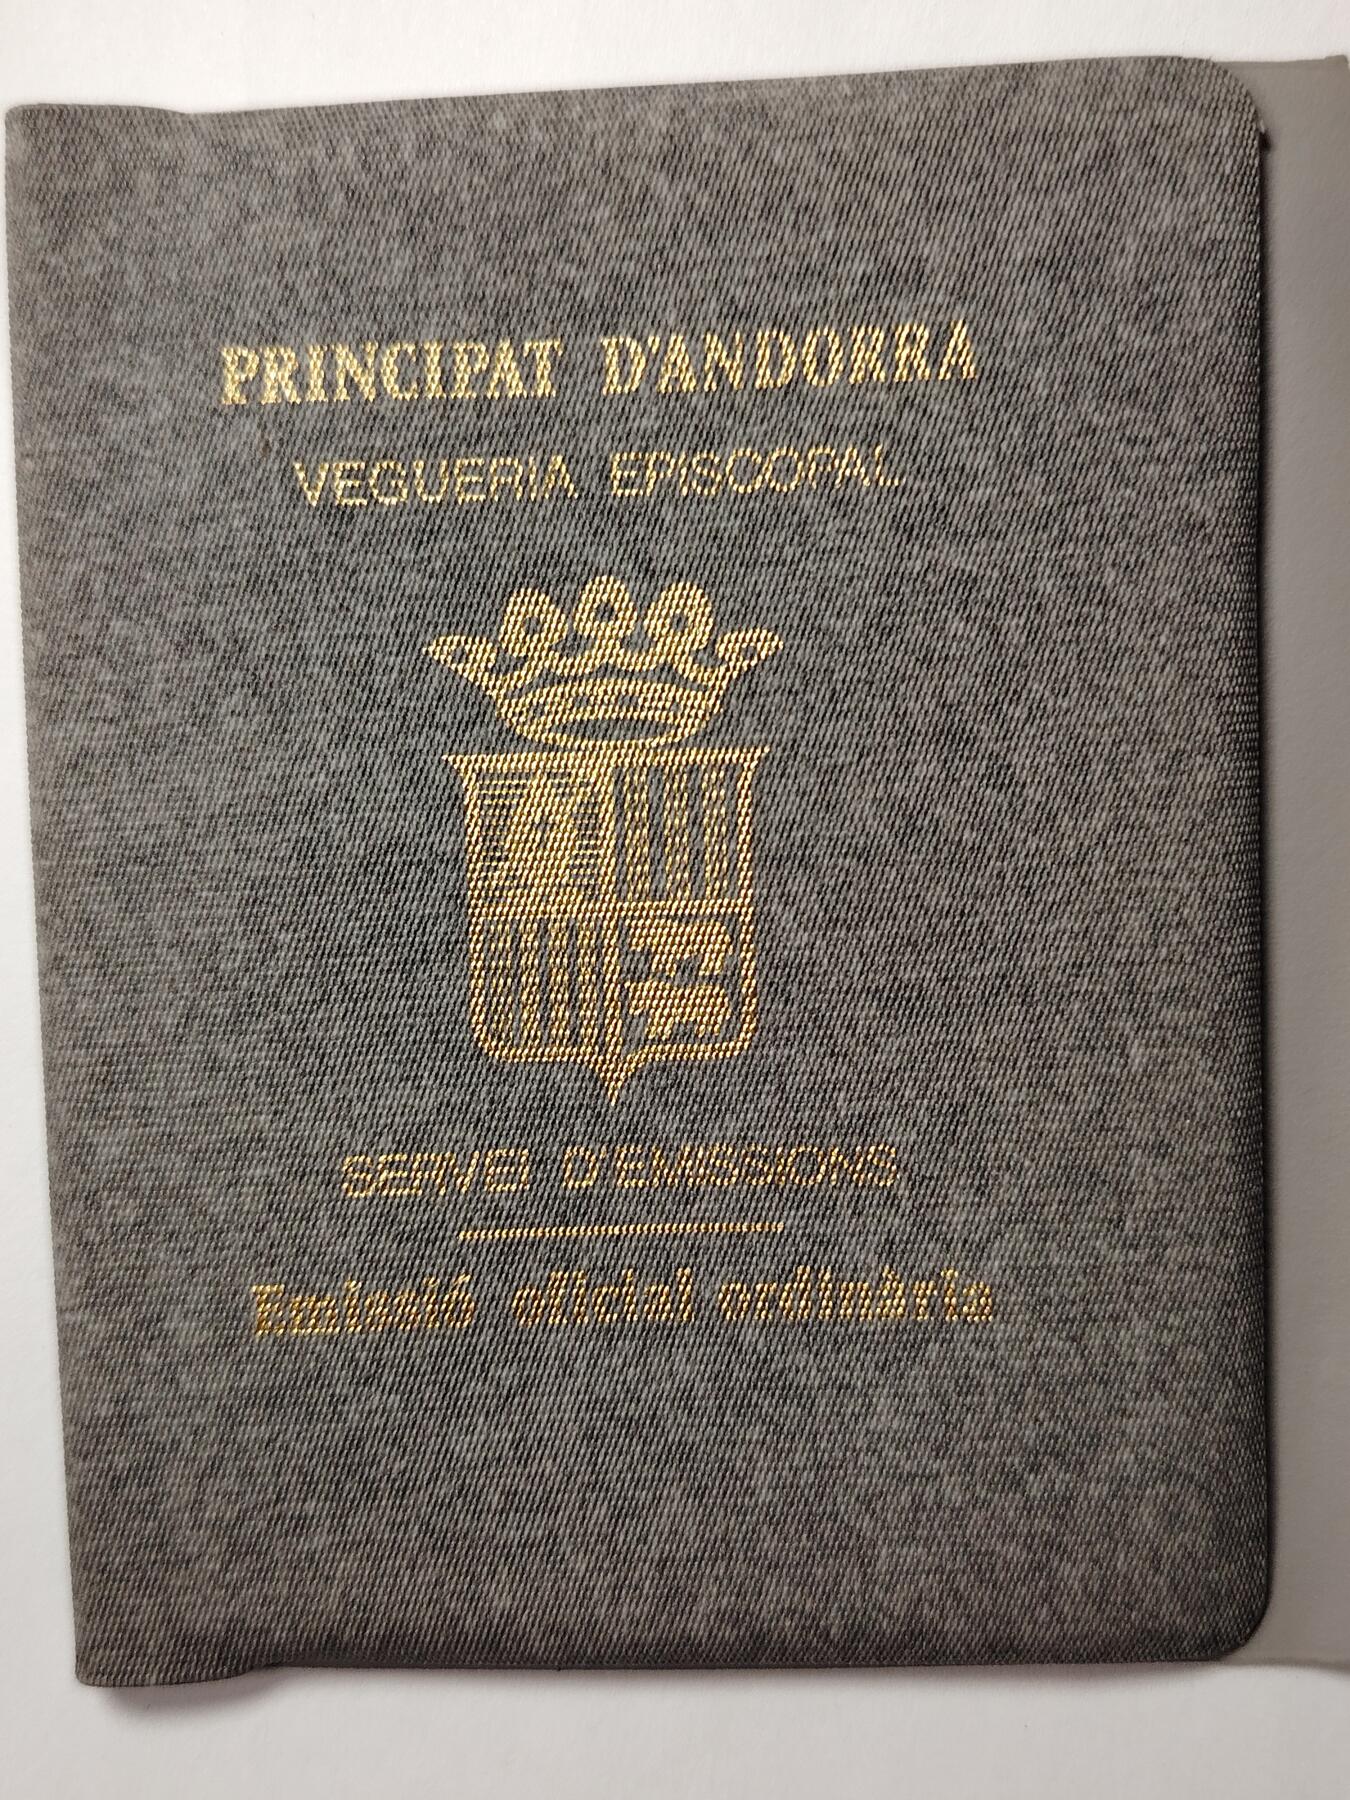 PRINCIPAT D'ANDORRA
VEGUERIA EPISCOPAL
SERVEI D'EMISSIONS
Emissió oficial ordinària